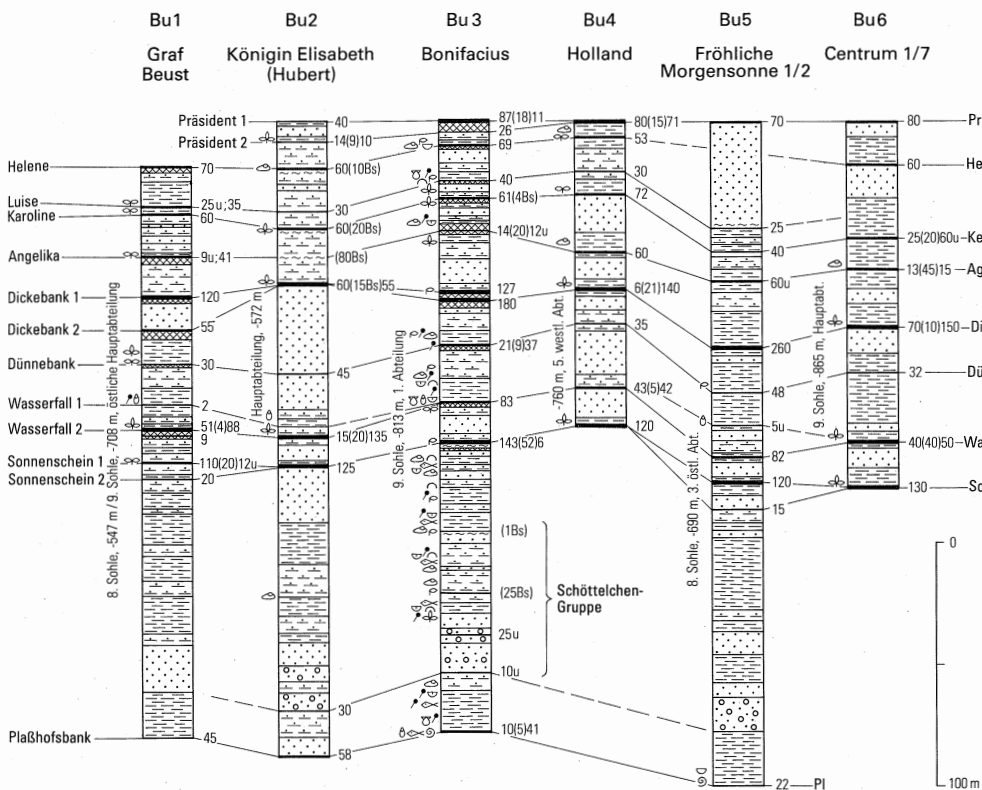 Bu1 Bu2 Bu3 Bu4 Bu5 Bu6
Graf Beust
Königin Elisabeth (Hubert)
Bonifacius
Holland
Fröhliche Morgensonne 1/2
Centrum 1/7
Präsident 1
Präsident 2
Helene
Luise
Karoline
Angelika
Dickebank 1
Dickebank 2
Dünnebank
Wasserfall 1
Wasserfall 2
Sonnenschein 1
Sonnenschein 2
Plaßhofsbank
8. Sohle, -547 m / 9. Sohle, -708 m, östliche Hauptabteilung
70
25u; 35
60
9u; 41
120
55
30
2
51(4)88
9
110(20)12u
20
45
Hauptabteilung, -572 m
40
14(9)10
60(10Bs)
30
60(20Bs)
(80Bs)
60(15Bs)55
45
15(20)135
125
30
58
9. Sohle, -813 m, 1. Abteilung
87(18)11
26
69
40
61(4Bs)
14(20)12u
127
180
21(9)37
83
143(52)6
(1Bs)
(25Bs)
25u
10u
10(5)41
Schöttelchen-
Gruppe
-760 m, 5. westl. Abt.
80(15)71
53
30
72
60
6(21)140
35
43(5)42
120
8. Sohle, -690 m, 3. östl. Abt.
70
25
40
60u
260
48
5u
82
120
15
22 Pl
9. Sohle, -865 m, Hauptabt.
80 Pr
60 He
25(20)60u Ke
13(45)15 Ag
70(10)150 Di
32 Dü
40(40)50 Wa
130 So
0
100 m